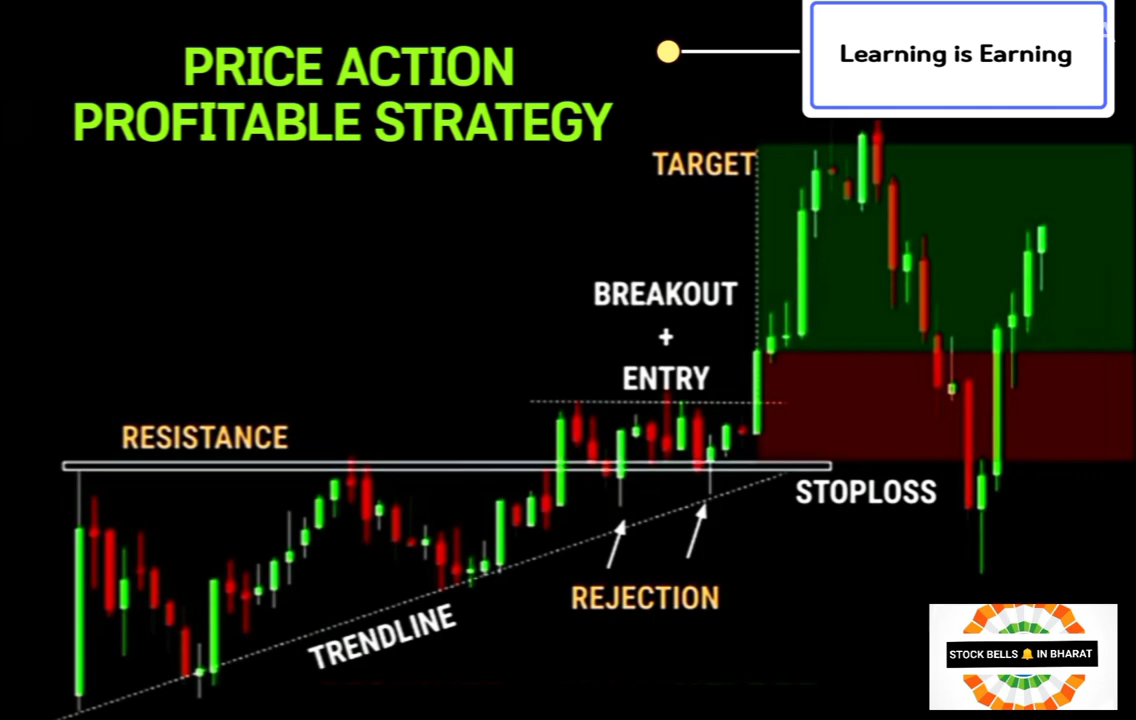 PRICE ACTION
PROFITABLE STRATEGY
Learning is Earning
TARGET
BREAKOUT
+
ENTRY
RESISTANCE
STOPLOSS
REJECTION
TRENDLINE
STOCK BELLS 🔔 IN BHARAT